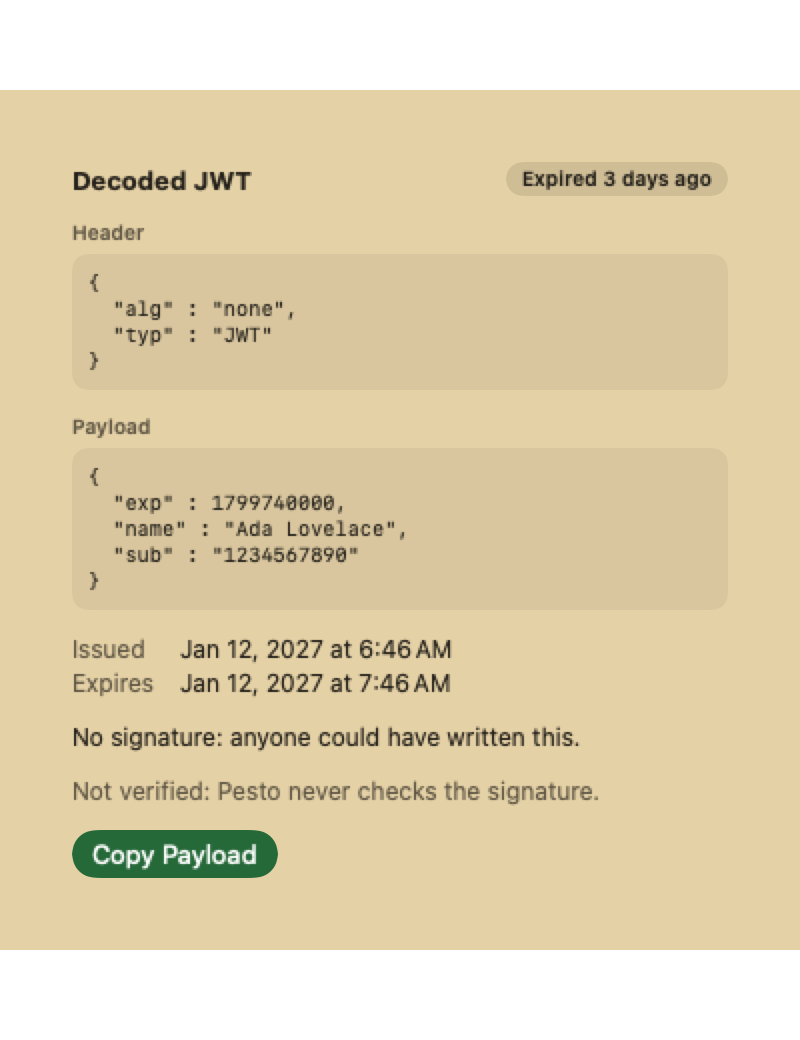 Decoded JWT
Expired 3 days ago
Header
{
  "alg" : "none",
  "typ" : "JWT"
}
Payload
{
  "exp" : 1799740000,
  "name" : "Ada Lovelace",
  "sub" : "1234567890"
}
Issued Jan 12, 2027 at 6:46 AM
Expires Jan 12, 2027 at 7:46 AM
No signature: anyone could have written this.
Not verified: Pesto never checks the signature.
Copy Payload